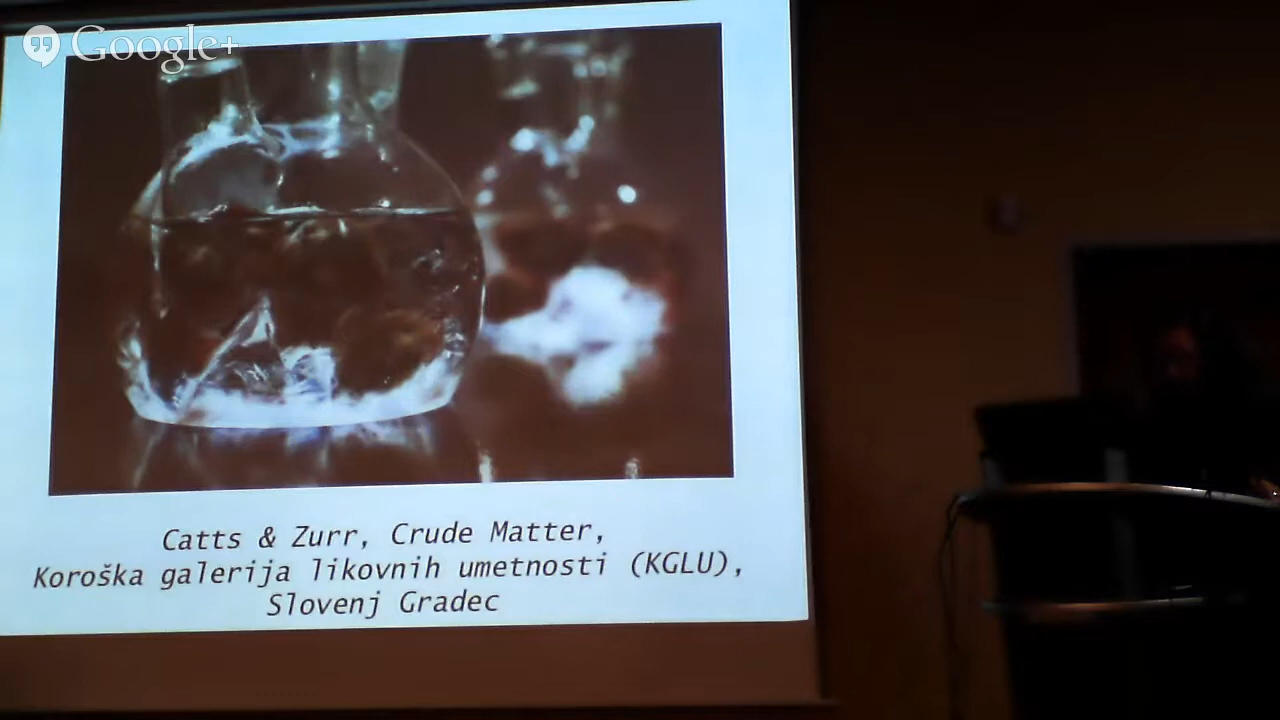 Google+
Catts & Zurr, Crude Matter,
Koroška galerija likovnih umetnosti (KGLU),
Slovenj Gradec